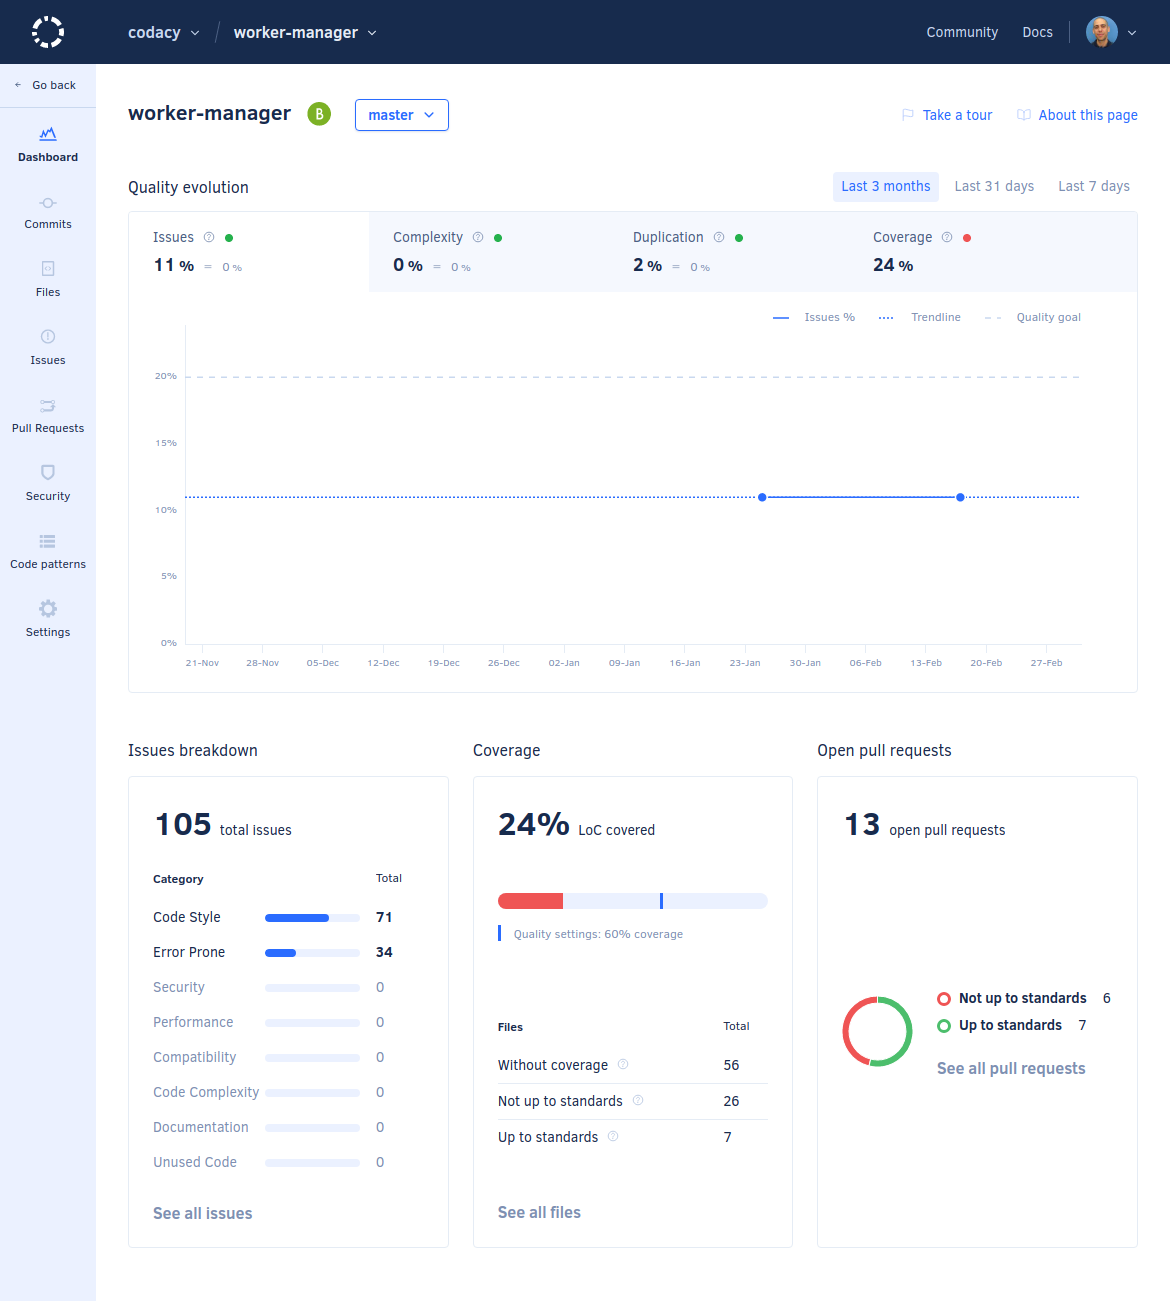 codacy / worker-manager
Community Docs
Go back
Dashboard
Commits
Files
Issues
Pull Requests
Security
Code patterns
Settings
worker-manager B master
Take a tour About this page
Quality evolution
Last 3 months Last 31 days Last 7 days
Issues Complexity Duplication Coverage
11 % = 0 % 0 % = 0 % 2 % = 0 % 24 %
Issues % Trendline Quality goal
20%
15%
10%
5%
0%
21-Nov 28-Nov 05-Dec 12-Dec 19-Dec 26-Dec 02-Jan 09-Jan 16-Jan 23-Jan 30-Jan 06-Feb 13-Feb 20-Feb 27-Feb
Issues breakdown
105 total issues
Category Total
Code Style 71
Error Prone 34
Security 0
Performance 0
Compatibility 0
Code Complexity 0
Documentation 0
Unused Code 0
See all issues
Coverage
24% LoC covered
Quality settings: 60% coverage
Files Total
Without coverage 56
Not up to standards 26
Up to standards 7
See all files
Open pull requests
13 open pull requests
Not up to standards 6
Up to standards 7
See all pull requests